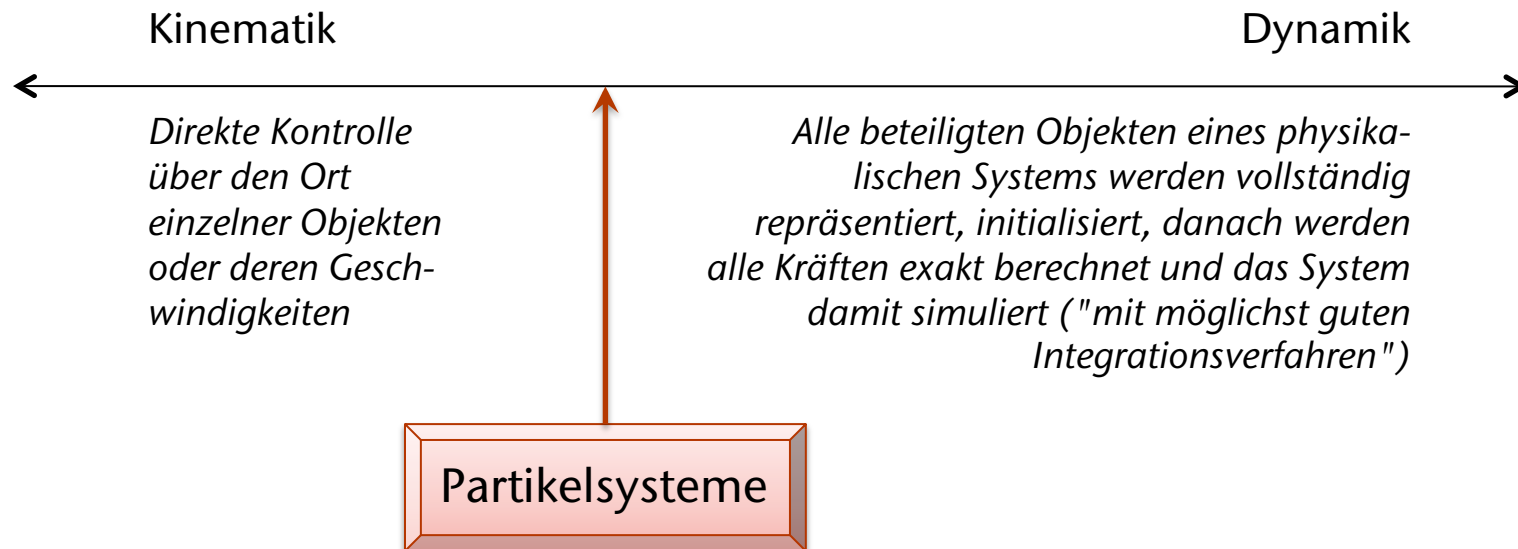 Kinematik
Dynamik
Direkte Kontrolle
über den Ort
einzelner Objekten
oder deren Gesch-
windigkeiten
Alle beteiligten Objekten eines physika-
lischen Systems werden vollständig
repräsentiert, initialisiert, danach werden
alle Kräften exakt berechnet und das System
damit simuliert ("mit möglichst guten
Integrationsverfahren")
Partikelsysteme